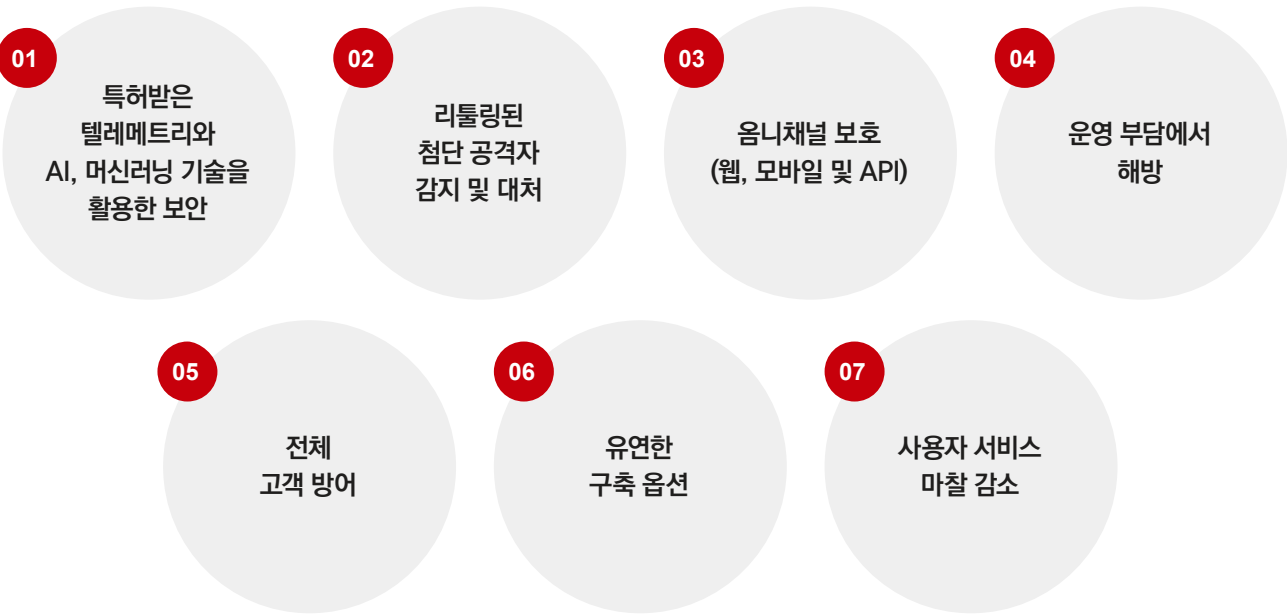 01
특허받은
텔레메트리와
AI, 머신러닝 기술을
활용한 보안
02
리툴링된
첨단 공격자
감지 및 대처
03
옴니채널 보호
(웹, 모바일 및 API)
04
운영 부담에서
해방
05
전체
고객 방어
06
유연한
구축 옵션
07
사용자 서비스
마찰 감소